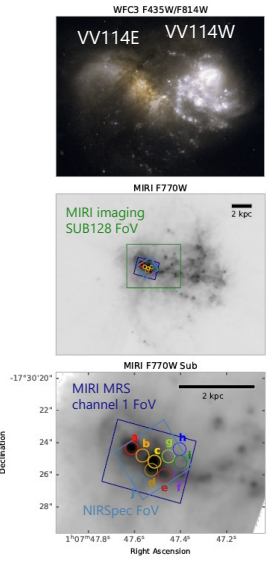 WFC3 F435W/F814W
VV114E VV114W
MIRI F770W
MIRI imaging
SUB128 FoV
2 kpc
MIRI F770W Sub
-17°30'20"
MIRI MRS
channel 1 FoV
2 kpc
22"
24"
26"
28"
a b c d e f g h i
NIRSpec FoV
1ʰ07ᵐ47.8ˢ 47.6ˢ 47.4ˢ 47.2ˢ
Right Ascension
Declination